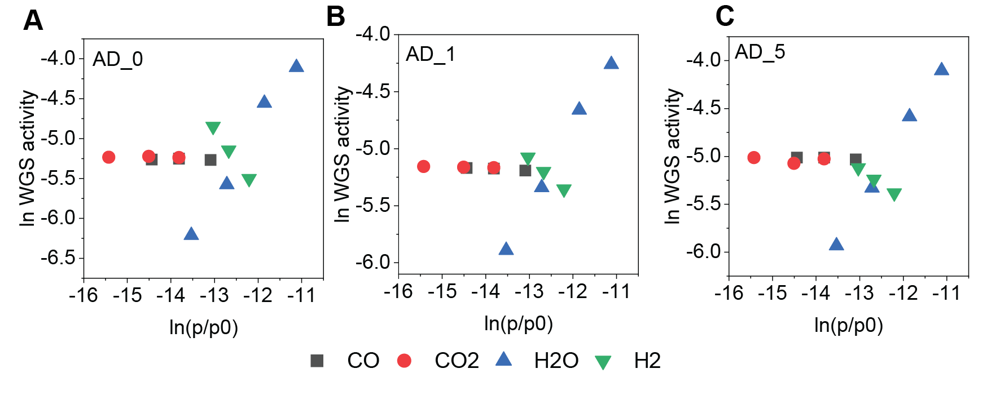 A
AD_0
ln WGS activity
-4.0
-4.5
-5.0
-5.5
-6.0
-6.5
-16 -15 -14 -13 -12 -11
ln(p/p0)
B
AD_1
ln WGS activity
-4.0
-4.5
-5.0
-5.5
-6.0
-16 -15 -14 -13 -12 -11
ln(p/p0)
C
AD_5
ln WGS activity
-4.0
-4.5
-5.0
-5.5
-6.0
-16 -15 -14 -13 -12 -11
ln(p/p0)
CO CO2 H2O H2